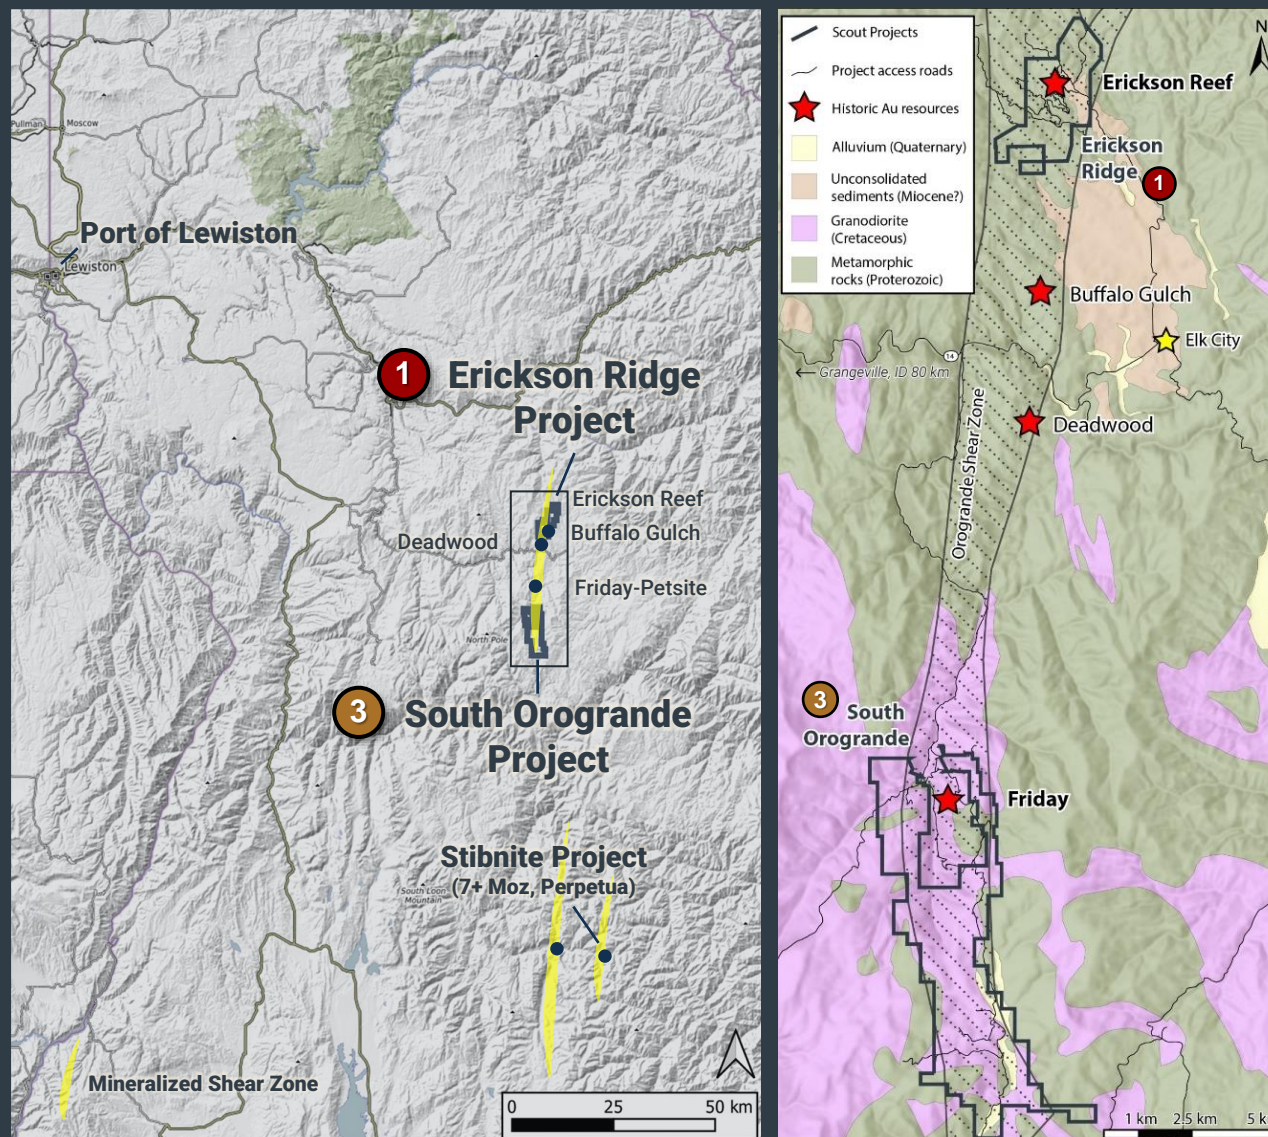 Pullman
Moscow
Port of Lewiston
Lewiston
1
Erickson Ridge
Project
Erickson Reef
Buffalo Gulch
Deadwood
Friday-Petsite
North Pole
3
South Orogrande
Project
Stibnite Project
(7+ Moz, Perpetua)
South Loon
Mountain
Mineralized Shear Zone
0 25 50 km
Scout Projects
Project access roads
Historic Au resources
Alluvium (Quaternary)
Unconsolidated
sediments (Miocene?)
Granodiorite
(Cretaceous)
Metamorphic
rocks (Proterozoic)
N
Erickson Reef
Erickson
Ridge
1
Buffalo Gulch
Elk City
14
← Grangeville, ID 80 km
Deadwood
Orogrande Shear Zone
3
South
Orogrande
Friday
1 km 2.5 km 5